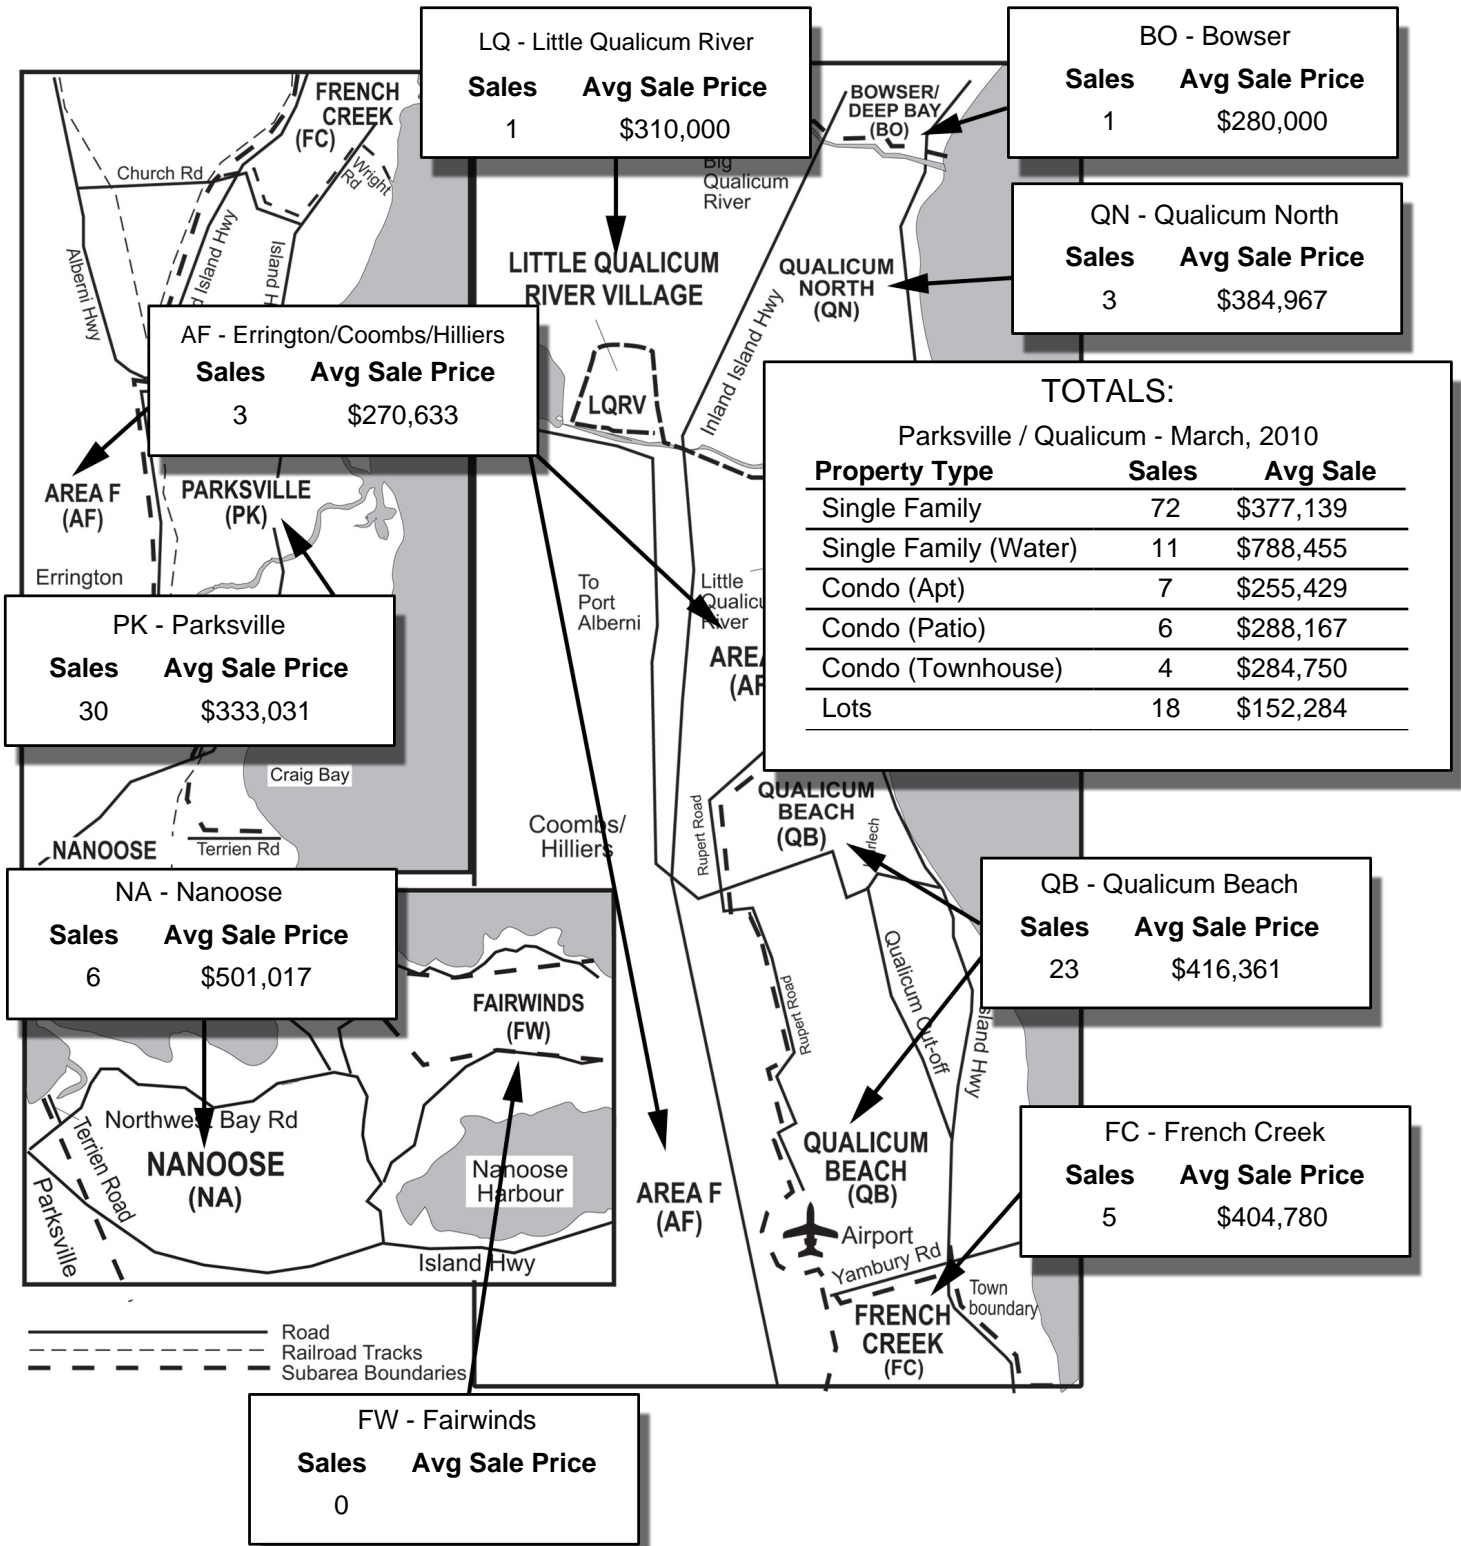 LQ - Little Qualicum River
Sales Avg Sale Price
1 $310,000
BO - Bowser
Sales Avg Sale Price
1 $280,000
QN - Qualicum North
Sales Avg Sale Price
3 $384,967
AF - Errington/Coombs/Hilliers
Sales Avg Sale Price
3 $270,633
TOTALS:
Parksville / Qualicum - March, 2010
Property Type Sales Avg Sale
Single Family 72 $377,139
Single Family (Water) 11 $788,455
Condo (Apt) 7 $255,429
Condo (Patio) 6 $288,167
Condo (Townhouse) 4 $284,750
Lots 18 $152,284
PK - Parksville
Sales Avg Sale Price
30 $333,031
NA - Nanoose
Sales Avg Sale Price
6 $501,017
QB - Qualicum Beach
Sales Avg Sale Price
23 $416,361
FC - French Creek
Sales Avg Sale Price
5 $404,780
FW - Fairwinds
Sales Avg Sale Price
0
FRENCH
CREEK
(FC)
Church Rd
Wright
Rd
Alberni Hwy
Island Hwy
Island H
AREA F
(AF)
PARKSVILLE
(PK)
Errington
Craig Bay
NANOOSE
Terrien Rd
BOWSER/
DEEP BAY
(BO)
Big
Qualicum
River
LITTLE QUALICUM
RIVER VILLAGE
QUALICUM
NORTH
(QN)
Inland Island Hwy
LQRV
To
Port
Alberni
Little
Qualicu
River
AREA
(AF
Coombs/
Hilliers
Rupert Road
QUALICUM
BEACH
(QB)
Qualicum Cut-off
Rupert Road
sland Hwy
QUALICUM
BEACH
(QB)
AREA F
(AF)
Airport
Yambury Rd
Town
boundary
FRENCH
CREEK
(FC)
FAIRWINDS
(FW)
Northwest Bay Rd
NANOOSE
(NA)
Nanoose
Harbour
Terrien Road
Parksville
Island Hwy
Road
Railroad Tracks
Subarea Boundaries